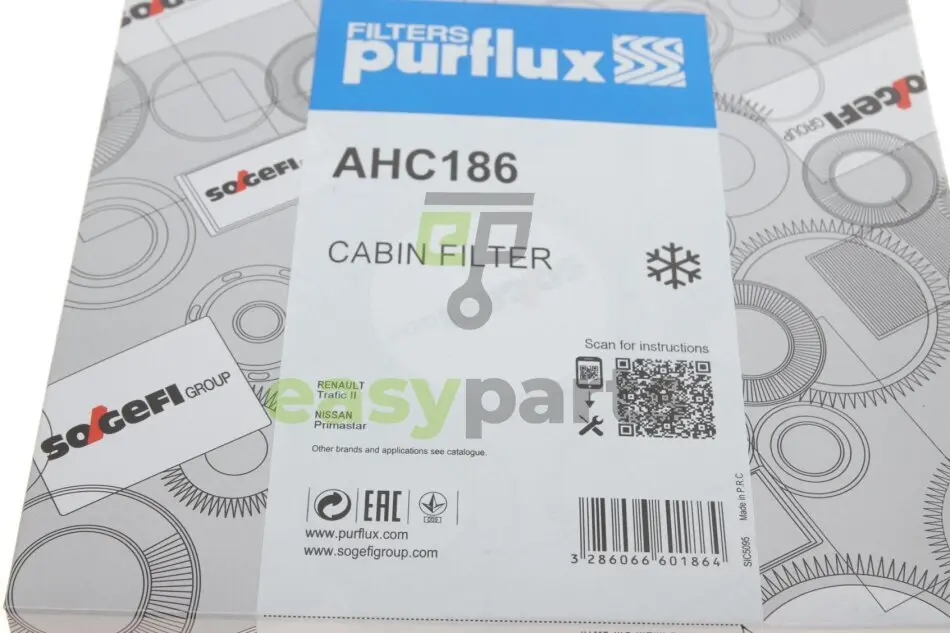 FILTERS
purflux
SOGEFI
SOGEFI GROUP
AHC186
CABIN FILTER
Scan for instructions
RENAULT
Trafic II
NISSAN
Primastar
easyparts
Other brands and applications see catalogue.
SOGEFI GROUP
EAC
www.purflux.com
www.sogefigroup.com
3 286066 601864
SIC5095 Made in P.R.C